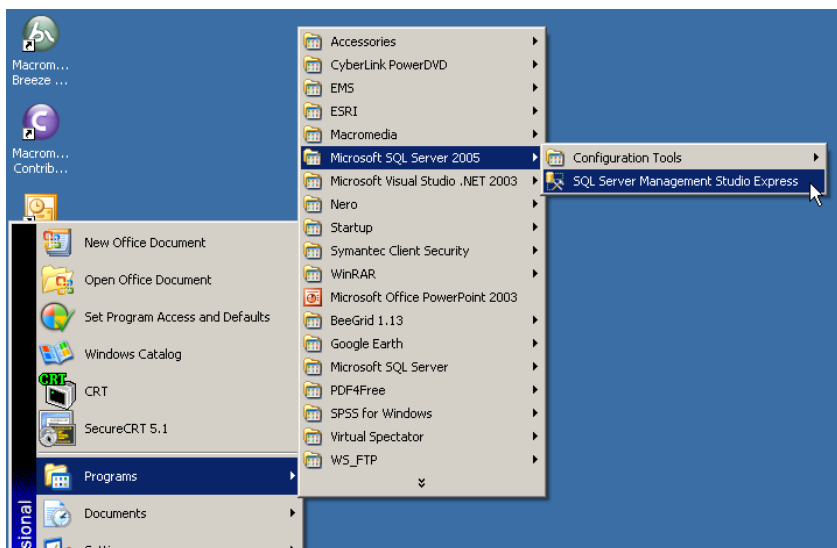 Macrom...
Breeze ...
Macrom...
Contrib...
New Office Document
Open Office Document
Set Program Access and Defaults
Windows Catalog
CRT
CRT
SecureCRT 5.1
Programs
Documents
sional
Accessories
CyberLink PowerDVD
EMS
ESRI
Macromedia
Microsoft SQL Server 2005
Microsoft Visual Studio .NET 2003
Nero
Startup
Symantec Client Security
WinRAR
Microsoft Office PowerPoint 2003
BeeGrid 1.13
Google Earth
Microsoft SQL Server
PDF4Free
SPSS for Windows
Virtual Spectator
WS_FTP
Configuration Tools
SQL Server Management Studio Express